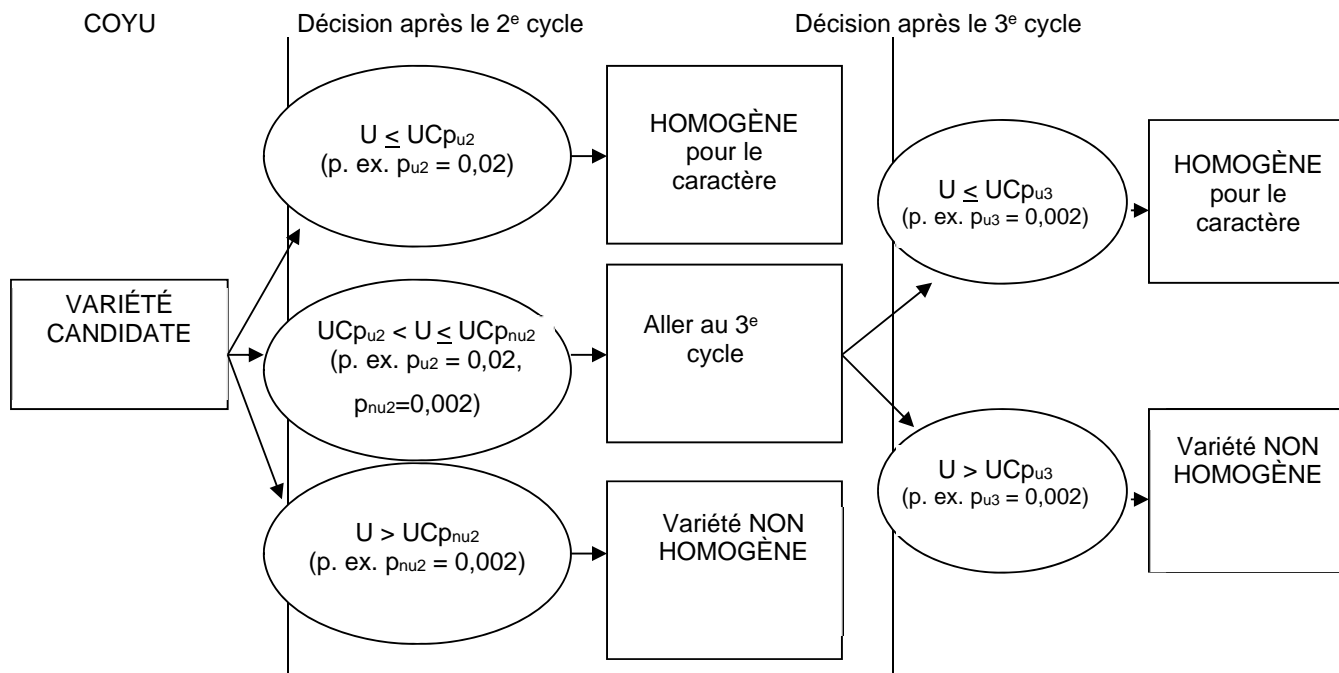 COYU
Décision après le 2e cycle
Décision après le 3e cycle
U ≤ UCpu2
(p. ex. pu2 = 0,02)
HOMOGÈNE
pour le
caractère
U ≤ UCpu3
(p. ex. pu3 = 0,002)
HOMOGÈNE
pour le
caractère
VARIÉTÉ
CANDIDATE
UCpu2 < U ≤ UCpnu2
(p. ex. pu2 = 0,02,
pnu2=0,002)
Aller au 3e
cycle
U > UCpu3
(p. ex. pu3 = 0,002)
Variété NON
HOMOGÈNE
U > UCpnu2
(p. ex. pnu2 = 0,002)
Variété NON
HOMOGÈNE